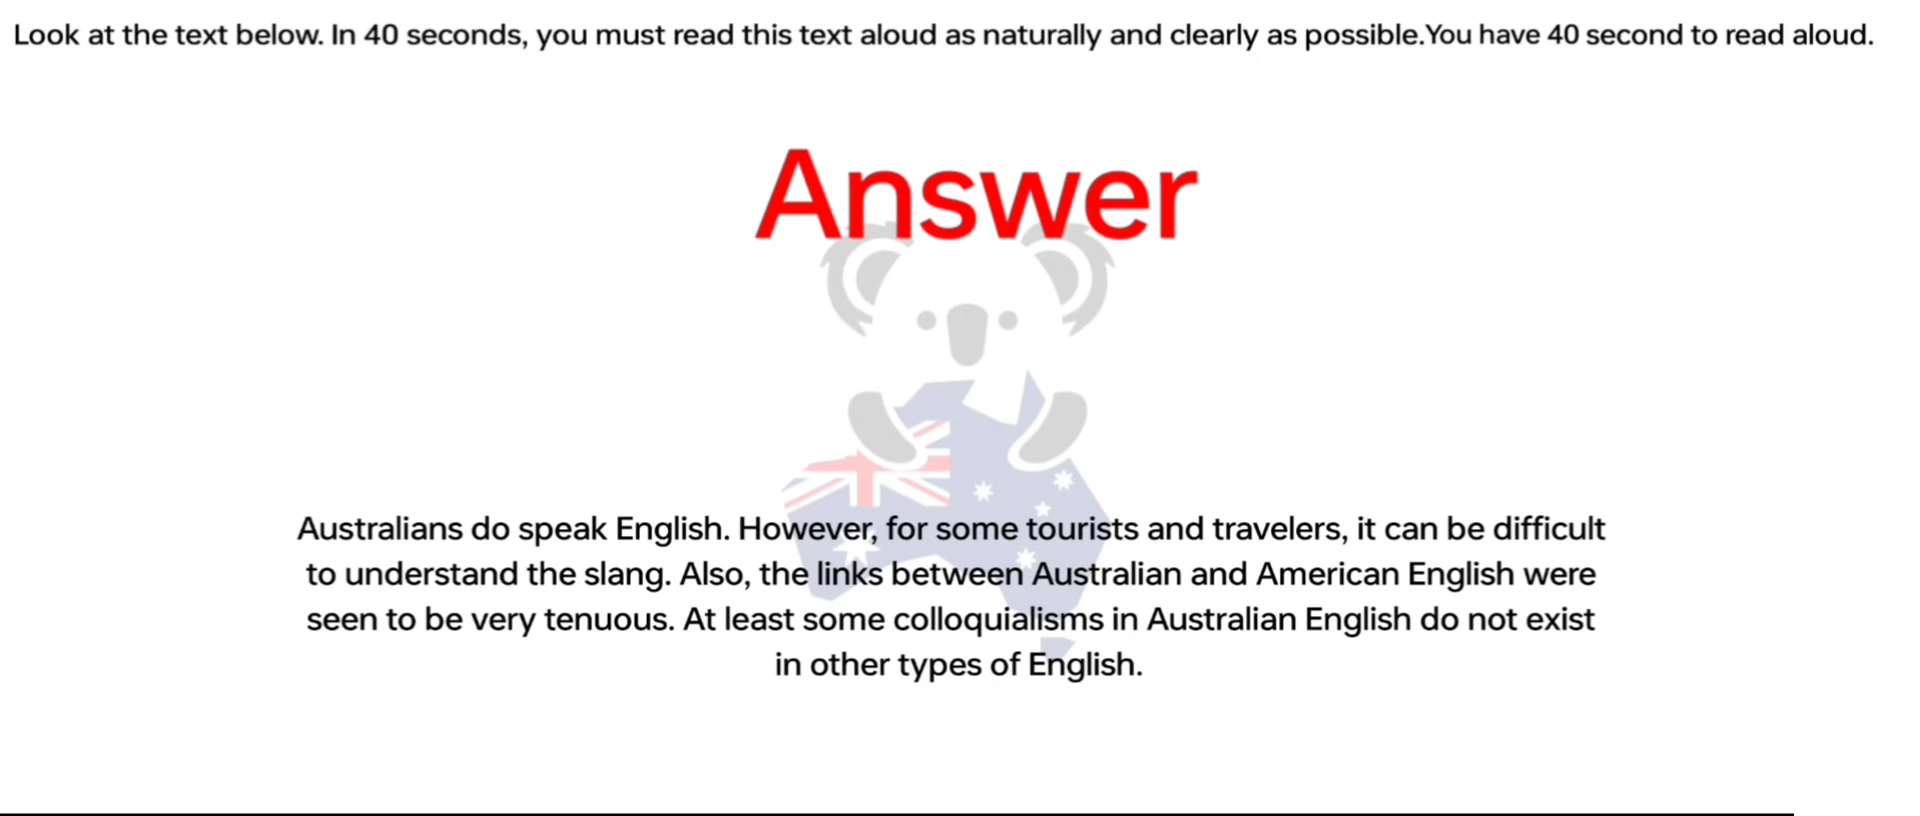 Look at the text below. In 40 seconds, you must read this text aloud as naturally and clearly as possible.You have 40 second to read aloud.
Answer
Australians do speak English. However, for some tourists and travelers, it can be difficult
to understand the slang. Also, the links between Australian and American English were
seen to be very tenuous. At least some colloquialisms in Australian English do not exist
in other types of English.